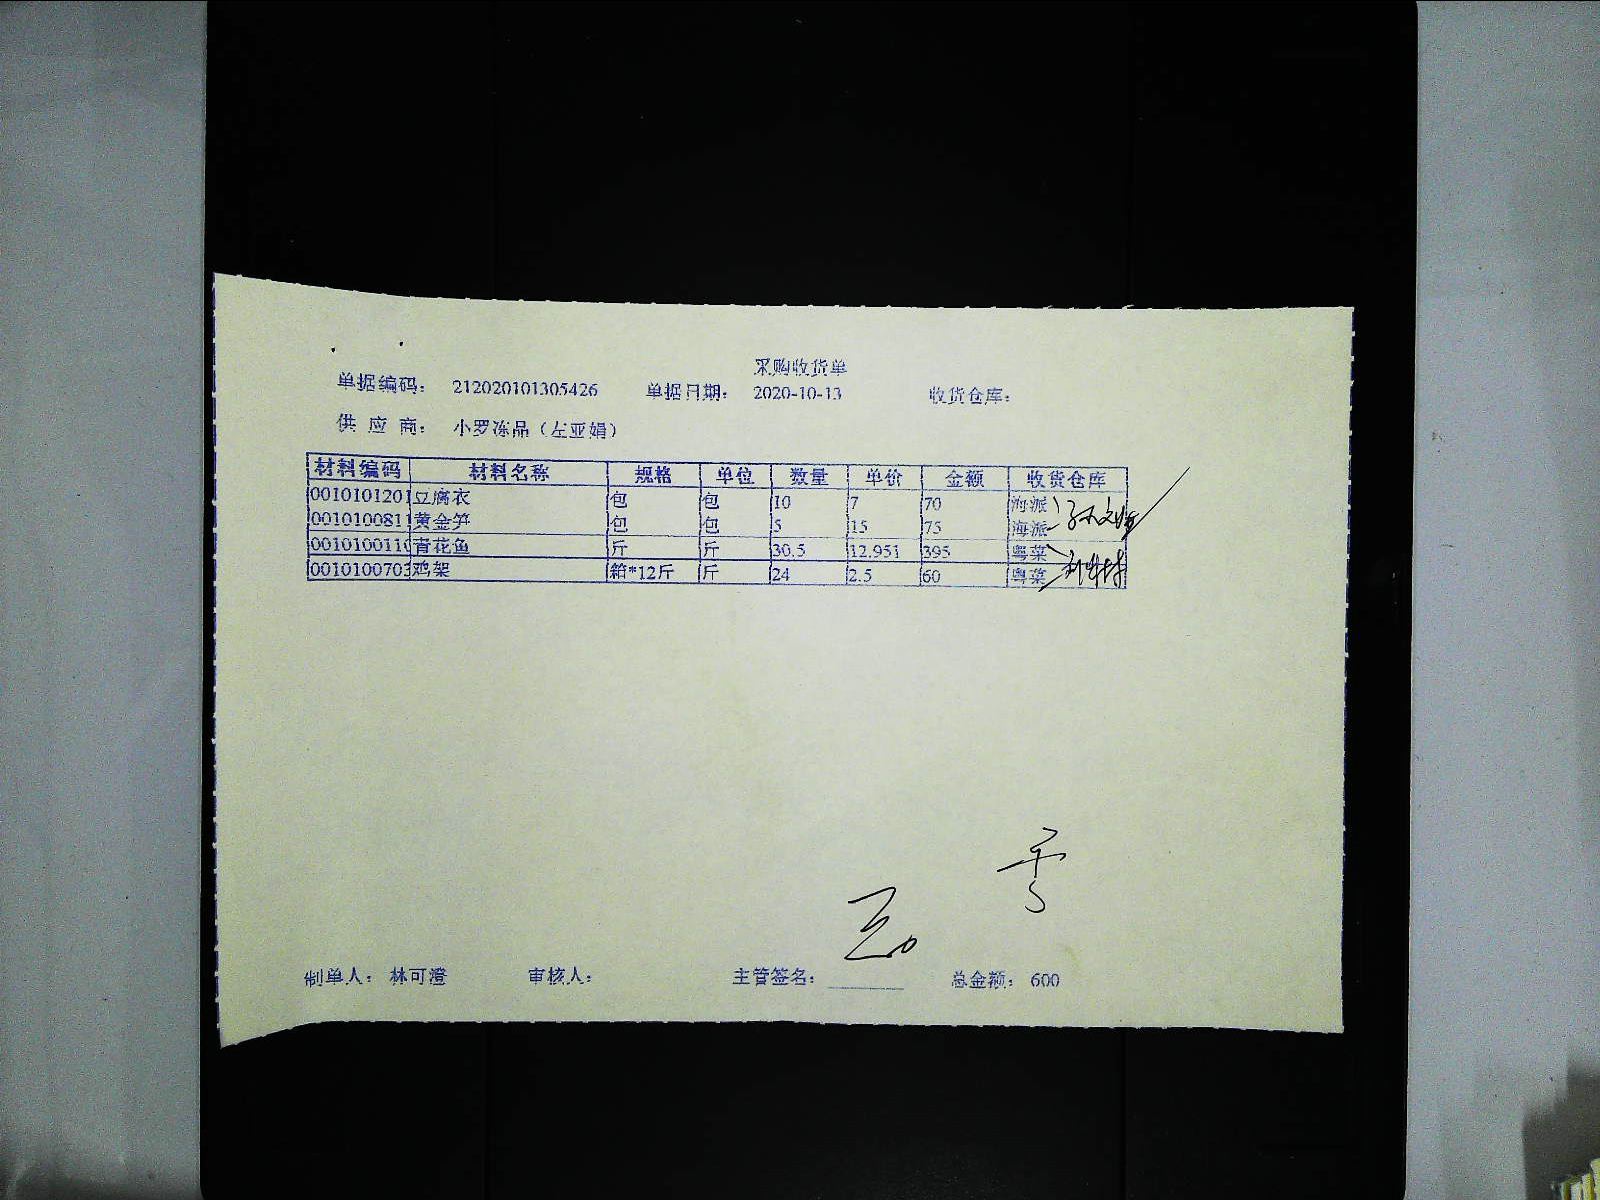 采购收货单
单据编码： 212020101305426 单据日期： 2020-10-13 收货仓库：
供 应 商： 小罗冻品（左亚娟）
材料编码 材料名称 规格 单位 数量 单价 金额 收货仓库
0010101201 豆腐衣 包 包 10 7 70 海派
0010100811 黄金笋 包 包 5 15 75 海派
001010011 青花鱼 斤 斤 30.5 12.951 395 粤菜
001010070 鸡架 箱*12斤 斤 24 2.5 60 粤菜
制单人： 林可澄 审核人： 主管签名： 总金额： 600